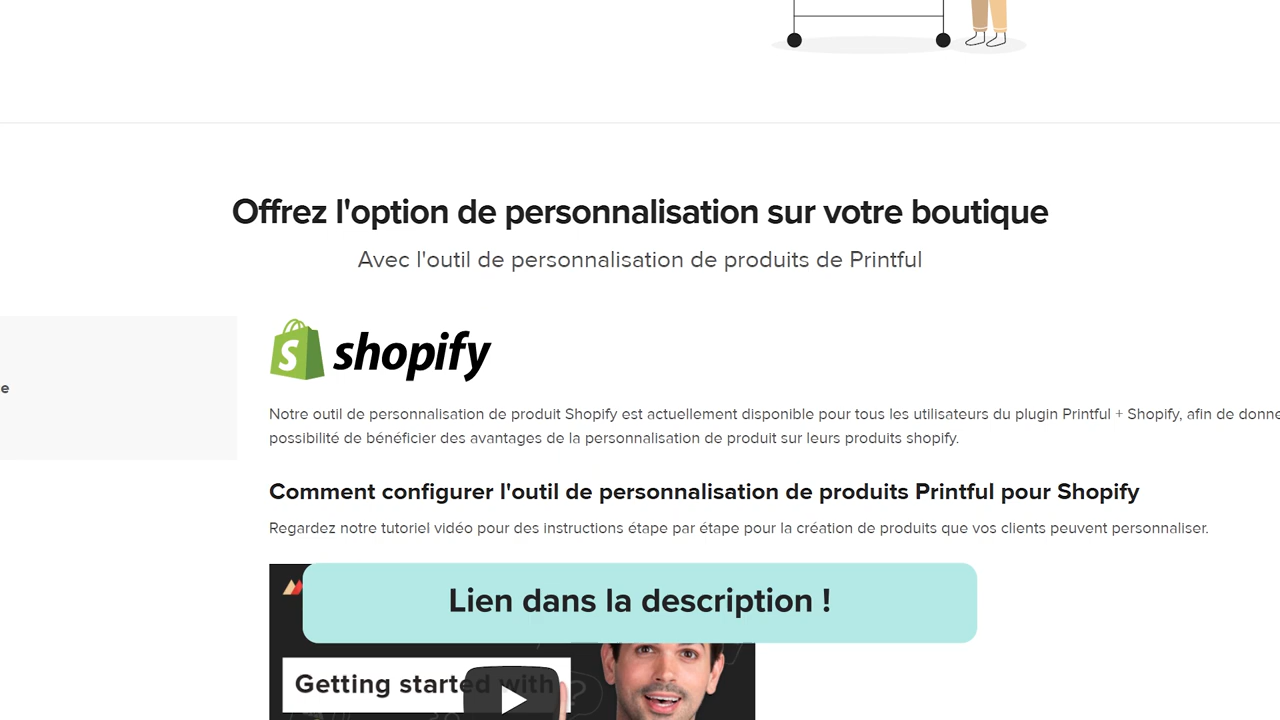 Offrez l'option de personnalisation sur votre boutique
Avec l'outil de personnalisation de produits de Printful
shopify
e
Notre outil de personnalisation de produit Shopify est actuellement disponible pour tous les utilisateurs du plugin Printful + Shopify, afin de donne
possibilité de bénéficier des avantages de la personnalisation de produit sur leurs produits shopify.
Comment configurer l'outil de personnalisation de produits Printful pour Shopify
Regardez notre tutoriel vidéo pour des instructions étape par étape pour la création de produits que vos clients peuvent personnaliser.
Lien dans la description !
Getting started with